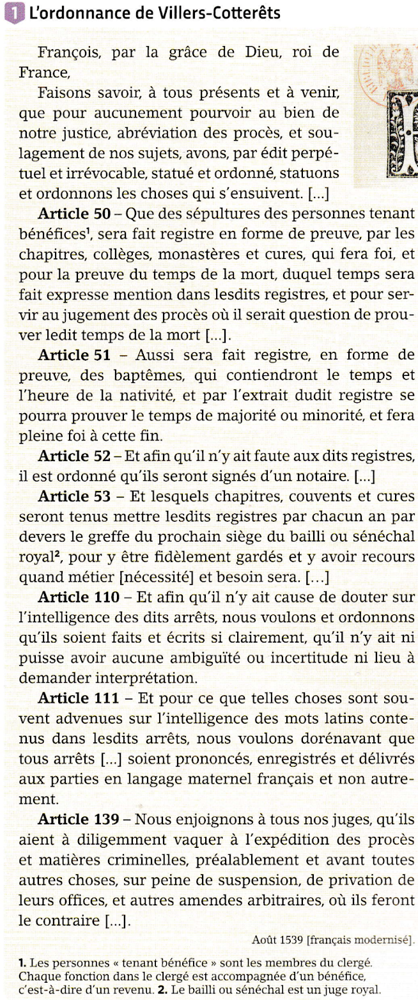 1 L'ordonnance de Villers-Cotterêts
François, par la grâce de Dieu, roi de
France,
Faisons savoir, à tous présents et à venir,
que pour aucunement pourvoir au bien de
notre justice, abréviation des procès, et sou-
lagement de nos sujets, avons, par édit perpé-
tuel et irrévocable, statué et ordonné, statuons
et ordonnons les choses qui s'ensuivent. [...]
Article 50 – Que des sépultures des personnes tenant
bénéfices¹, sera fait registre en forme de preuve, par les
chapitres, collèges, monastères et cures, qui fera foi, et
pour la preuve du temps de la mort, duquel temps sera
fait expresse mention dans lesdits registres, et pour ser-
vir au jugement des procès où il serait question de prou-
ver ledit temps de la mort [...].
Article 51 – Aussi sera fait registre, en forme de
preuve, des baptêmes, qui contiendront le temps et
l'heure de la nativité, et par l'extrait dudit registre se
pourra prouver le temps de majorité ou minorité, et fera
pleine foi à cette fin.
Article 52 – Et afin qu'il n'y ait faute aux dits registres,
il est ordonné qu'ils seront signés d'un notaire. [...]
Article 53 – Et lesquels chapitres, couvents et cures
seront tenus mettre lesdits registres par chacun an par
devers le greffe du prochain siège du bailli ou sénéchal
royal², pour y être fidèlement gardés et y avoir recours
quand métier [nécessité] et besoin sera. [...]
Article 110 – Et afin qu'il n'y ait cause de douter sur
l'intelligence des dits arrêts, nous voulons et ordonnons
qu'ils soient faits et écrits si clairement, qu'il n'y ait ni
puisse avoir aucune ambiguïté ou incertitude ni lieu à
demander interprétation.
Article 111 – Et pour ce que telles choses sont sou-
vent advenues sur l'intelligence des mots latins conte-
nus dans lesdits arrêts, nous voulons dorénavant que
tous arrêts [...] soient prononcés, enregistrés et délivrés
aux parties en langage maternel français et non autre-
ment.
Article 139 – Nous enjoignons à tous nos juges, qu'ils
aient à diligemment vaquer à l'expédition des procès
et matières criminelles, préalablement et avant toutes
autres choses, sur peine de suspension, de privation de
leurs offices, et autres amendes arbitraires, où ils feront
le contraire [...].
Août 1539 [français modernisé].
1. Les personnes « tenant bénéfice » sont les membres du clergé.
Chaque fonction dans le clergé est accompagnée d'un bénéfice,
c'est-à-dire d'un revenu. 2. Le bailli ou sénéchal est un juge royal.